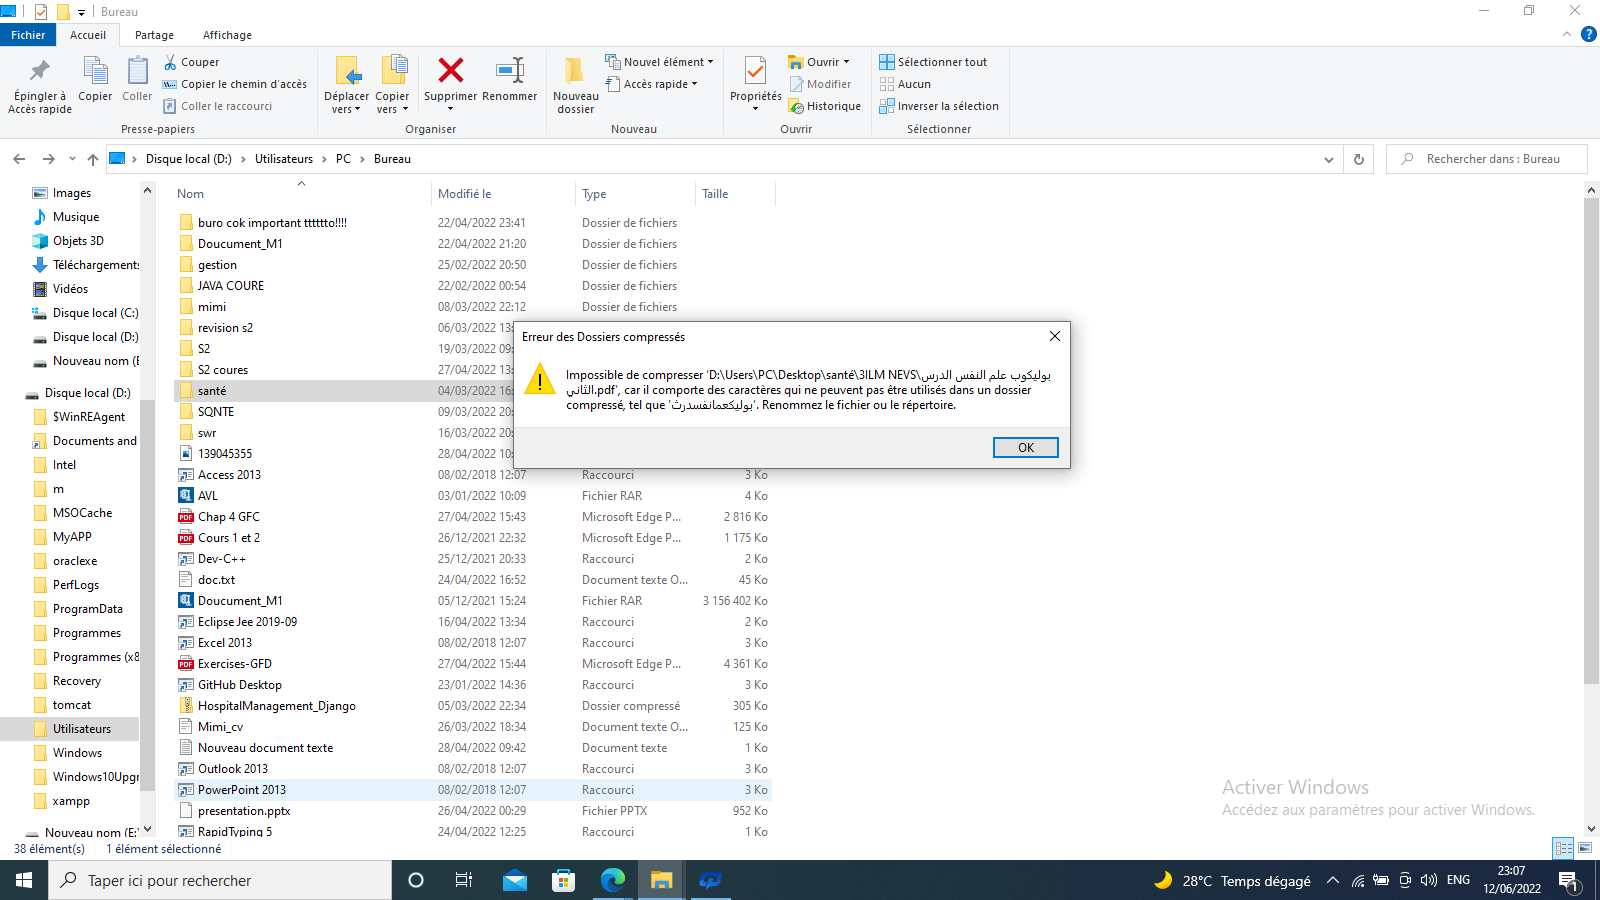 Bureau
Fichier
Accueil
Partage
Affichage
Épingler à Accès rapide
Copier
Coller
Couper
Copier le chemin d'accès
Coller le raccourci
Presse-papiers
Déplacer vers
Copier vers
Supprimer
Renommer
Organiser
Nouveau dossier
Nouvel élément
Accès rapide
Nouveau
Propriétés
Ouvrir
Modifier
Historique
Ouvrir
Sélectionner tout
Aucun
Inverser la sélection
Sélectionner
Disque local (D:) › Utilisateurs › PC › Bureau
Rechercher dans : Bureau
Images
Musique
Objets 3D
Téléchargements
Vidéos
Disque local (C:)
Disque local (D:)
Nouveau nom (E
Disque local (D:)
$WinREAgent
Documents and
Intel
m
MSOCache
MyAPP
oraclexe
PerfLogs
ProgramData
Programmes
Programmes (x8
Recovery
tomcat
Utilisateurs
Windows
Windows10Upgr
xampp
Nouveau nom (E:)
Nom Modifié le Type Taille
buro cok important tttttto!!!! 22/04/2022 23:41 Dossier de fichiers
Doucument_M1 22/04/2022 21:20 Dossier de fichiers
gestion 25/02/2022 20:50 Dossier de fichiers
JAVA COURE 22/02/2022 00:54 Dossier de fichiers
mimi 08/03/2022 22:12 Dossier de fichiers
revision s2 06/03/2022 13:
S2 19/03/2022 09:
S2 coures 27/04/2022 13:
santé 04/03/2022 16:
SQNTE 09/03/2022 20:
swr 16/03/2022 20:
139045355 28/04/2022 10:
Access 2013 08/02/2018 12:07 Raccourci 3 Ko
AVL 03/01/2022 10:09 Fichier RAR 4 Ko
Chap 4 GFC 27/04/2022 15:43 Microsoft Edge P... 2 816 Ko
Cours 1 et 2 26/12/2021 22:32 Microsoft Edge P... 1 175 Ko
Dev-C++ 25/12/2021 20:33 Raccourci 2 Ko
doc.txt 24/04/2022 16:52 Document texte O... 45 Ko
Doucument_M1 05/12/2021 15:24 Fichier RAR 3 156 402 Ko
Eclipse Jee 2019-09 16/04/2022 13:34 Raccourci 2 Ko
Excel 2013 08/02/2018 12:07 Raccourci 3 Ko
Exercises-GFD 27/04/2022 15:44 Microsoft Edge P... 4 361 Ko
GitHub Desktop 23/01/2022 14:36 Raccourci 3 Ko
HospitalManagement_Django 05/03/2022 22:34 Dossier compressé 305 Ko
Mimi_cv 26/03/2022 18:34 Document texte O... 125 Ko
Nouveau document texte 28/04/2022 09:42 Document texte 1 Ko
Outlook 2013 08/02/2018 12:07 Raccourci 3 Ko
PowerPoint 2013 08/02/2018 12:07 Raccourci 3 Ko
presentation.pptx 26/04/2022 00:29 Fichier PPTX 952 Ko
RapidTyping 5 24/04/2022 12:25 Raccourci 1 Ko
Erreur des Dossiers compressés
Impossible de compresser 'D:\Users\PC\Desktop\santé\3ILM NEVS\بوليكوب علم النفس الدرس
الثاني.pdf', car il comporte des caractères qui ne peuvent pas être utilisés dans un dossier
compressé, tel que 'بوليكعمانفسدرث'. Renommez le fichier ou le répertoire.
OK
Activer Windows
Accédez aux paramètres pour activer Windows.
38 élément(s) 1 élément sélectionné
Taper ici pour rechercher
28°C Temps dégagé
ENG
23:07
12/06/2022
1